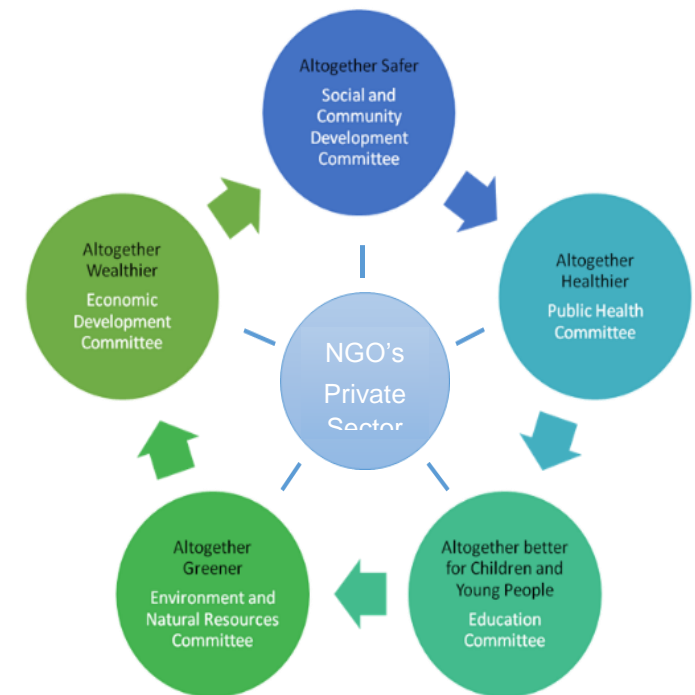 Altogether Safer
Social and
Community
Development
Committee
Altogether
Healthier
Public Health
Committee
Altogether better
for Children and
Young People
Education
Committee
Altogether
Greener
Environment and
Natural Resources
Committee
Altogether
Wealthier
Economic
Development
Committee
NGO's
Private
Sector